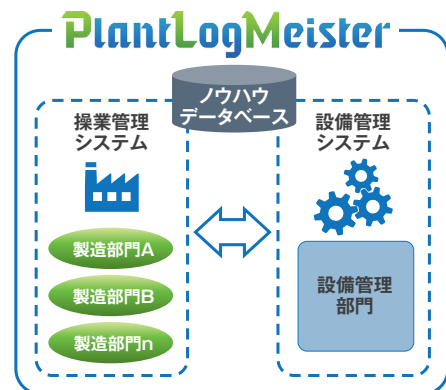 PlantLogMeister
ノウハウ
データベース
操業管理
システム
設備管理
システム
製造部門A
製造部門B
製造部門n
設備管理
部門